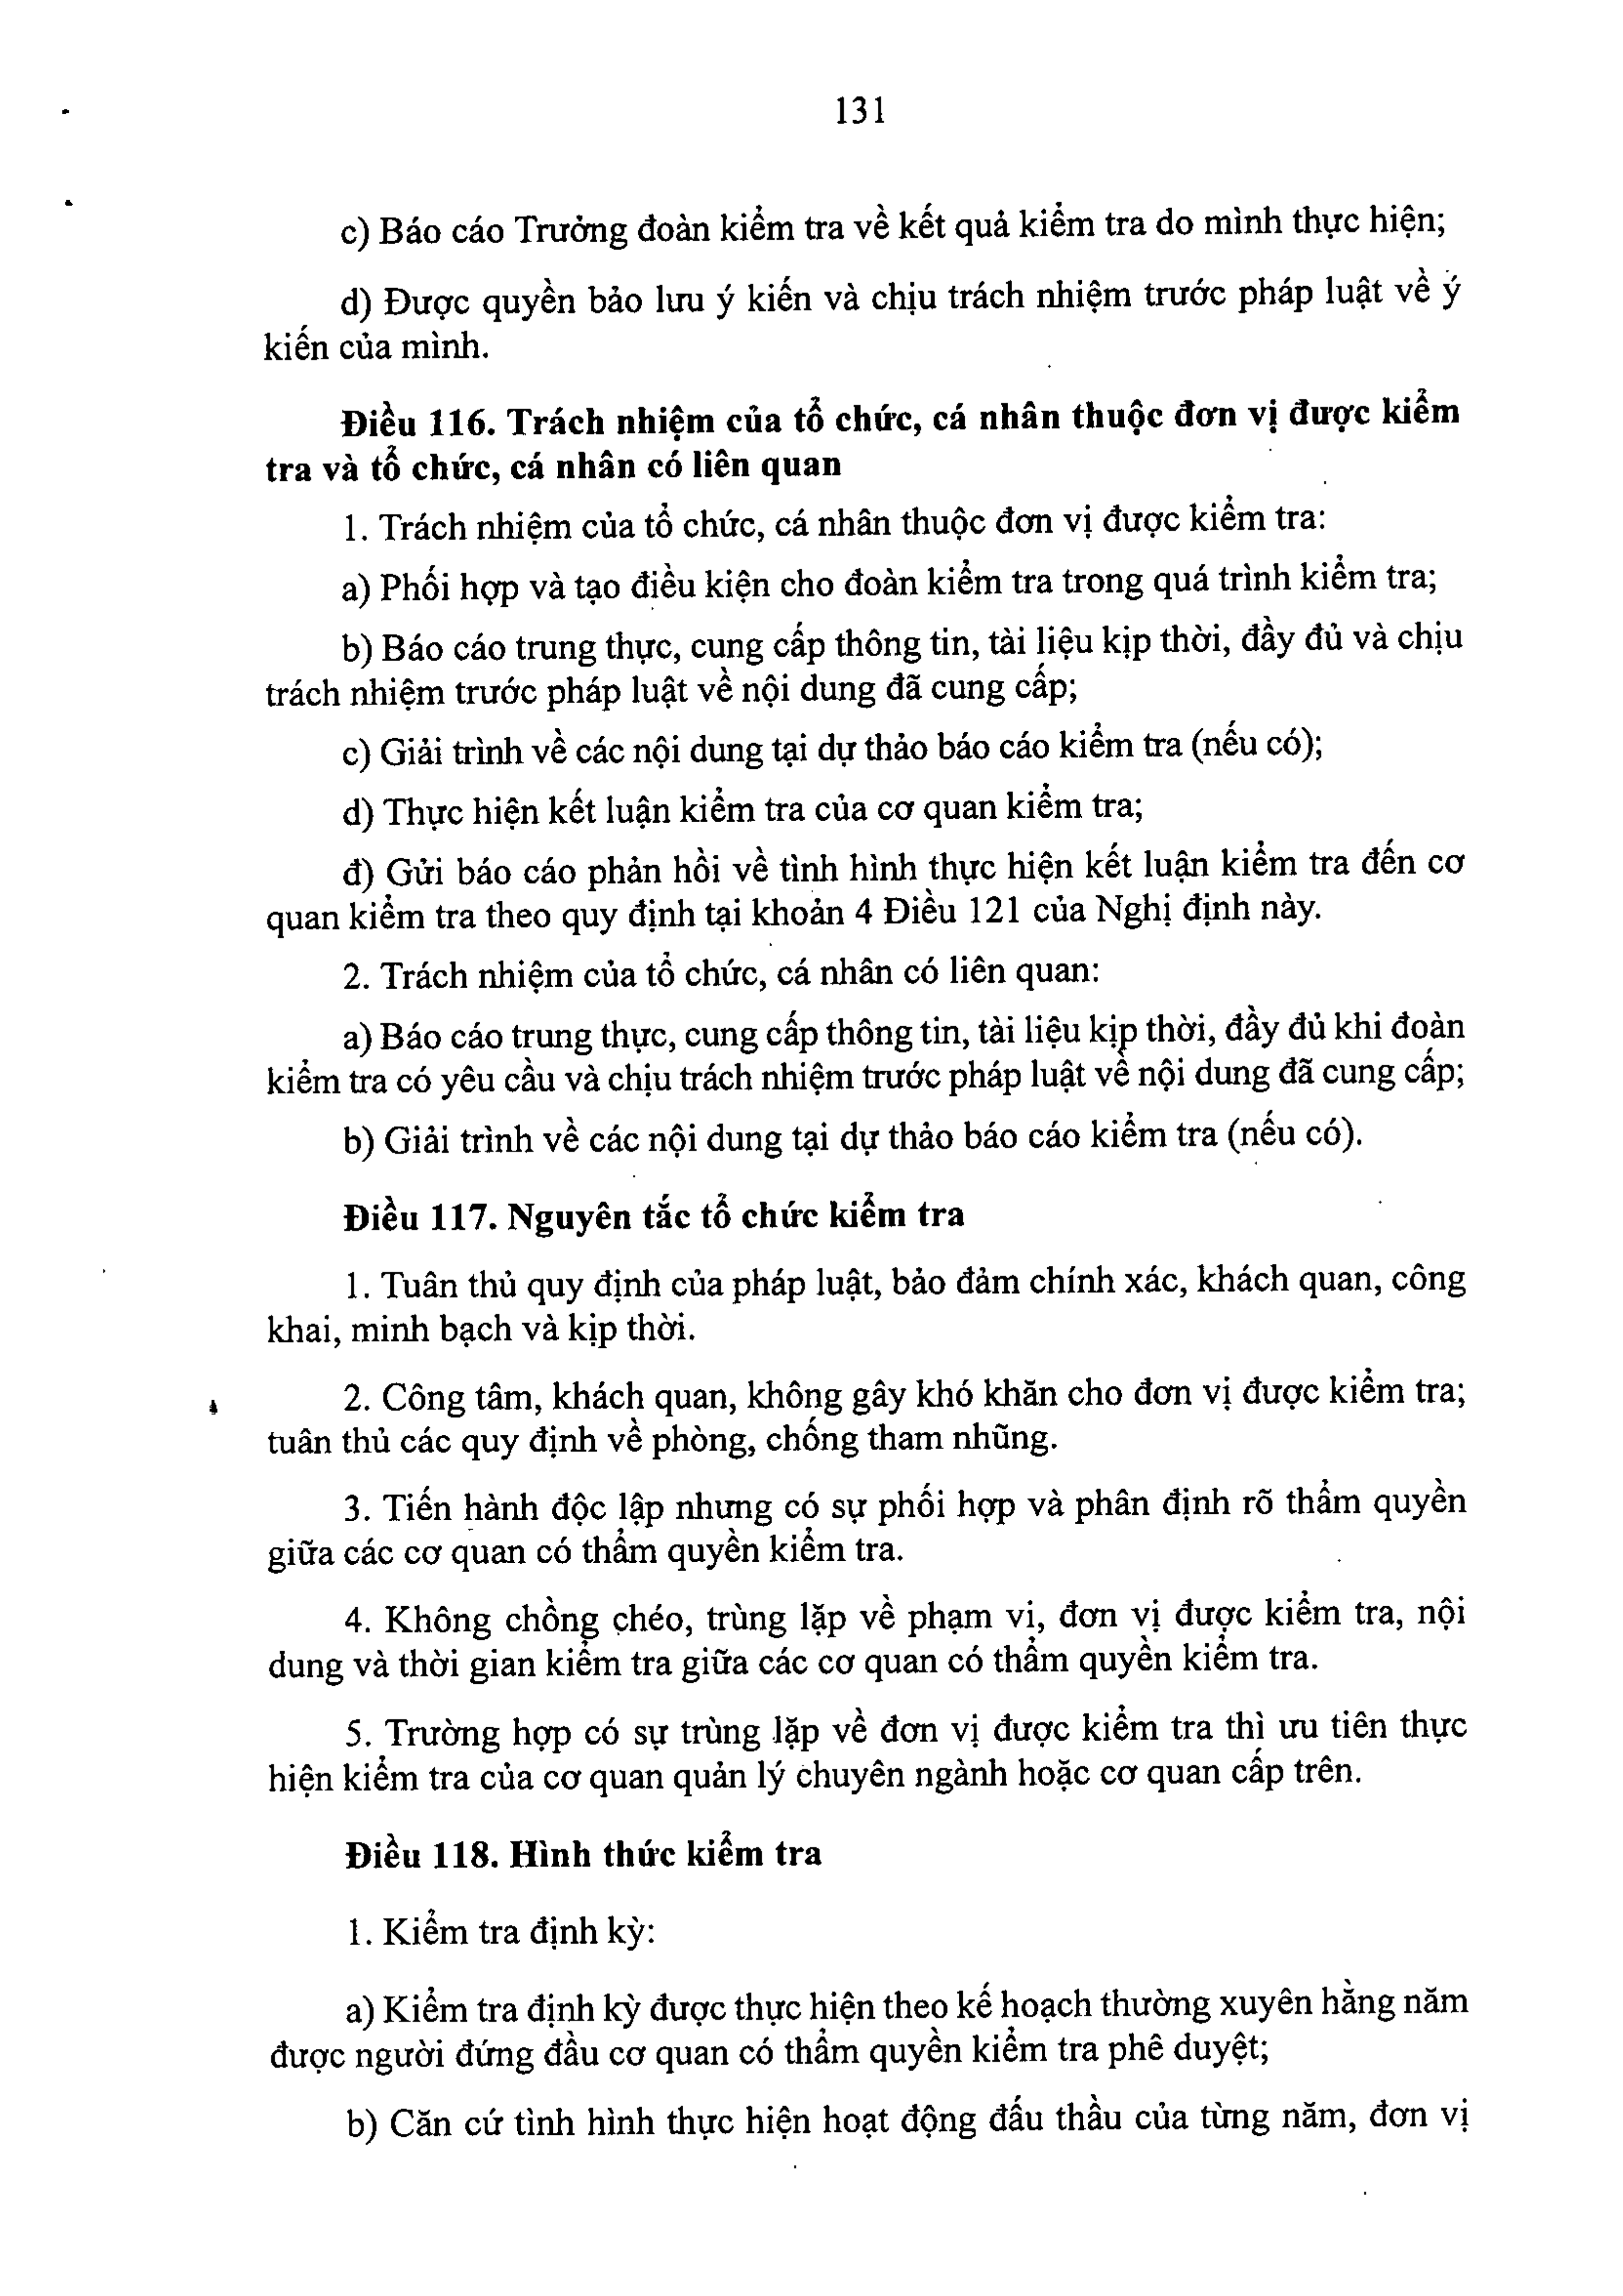 131
c) Báo cáo Trưởng đoàn kiểm tra về kết quả kiểm tra do mình thực hiện;
d) Được quyền bảo lưu ý kiến và chịu trách nhiệm trước pháp luật về ý
kiến của mình.
Điều 116. Trách nhiệm của tổ chức, cá nhân thuộc đơn vị được kiểm
tra và tổ chức, cá nhân có liên quan
1. Trách nhiệm của tổ chức, cá nhân thuộc đơn vị được kiểm tra:
a) Phối hợp và tạo điều kiện cho đoàn kiểm tra trong quá trình kiểm tra;
b) Báo cáo trung thực, cung cấp thông tin, tài liệu kịp thời, đầy đủ và chịu
trách nhiệm trước pháp luật về nội dung đã cung cấp;
c) Giải trình về các nội dung tại dự thảo báo cáo kiểm tra (nếu có);
d) Thực hiện kết luận kiểm tra của cơ quan kiểm tra;
đ) Gửi báo cáo phản hồi về tình hình thực hiện kết luận kiểm tra đến cơ
quan kiểm tra theo quy định tại khoản 4 Điều 121 của Nghị định này.
2. Trách nhiệm của tổ chức, cá nhân có liên quan:
a) Báo cáo trung thực, cung cấp thông tin, tài liệu kịp thời, đầy đủ khi đoàn
kiểm tra có yêu cầu và chịu trách nhiệm trước pháp luật về nội dung đã cung cấp;
b) Giải trình về các nội dung tại dự thảo báo cáo kiểm tra (nếu có).
Điều 117. Nguyên tắc tổ chức kiểm tra
1. Tuân thủ quy định của pháp luật, bảo đảm chính xác, khách quan, công
khai, minh bạch và kịp thời.
2. Công tâm, khách quan, không gây khó khăn cho đơn vị được kiểm tra;
tuân thủ các quy định về phòng, chống tham nhũng.
3. Tiến hành độc lập nhưng có sự phối hợp và phân định rõ thẩm quyền
giữa các cơ quan có thẩm quyền kiểm tra.
4. Không chồng chéo, trùng lặp về phạm vi, đơn vị được kiểm tra, nội
dung và thời gian kiểm tra giữa các cơ quan có thẩm quyền kiểm tra.
5. Trường hợp có sự trùng lặp về đơn vị được kiểm tra thì ưu tiên thực
hiện kiểm tra của cơ quan quản lý chuyên ngành hoặc cơ quan cấp trên.
Điều 118. Hình thức kiểm tra
1. Kiểm tra định kỳ:
a) Kiểm tra định kỳ được thực hiện theo kế hoạch thường xuyên hằng năm
được người đứng đầu cơ quan có thẩm quyền kiểm tra phê duyệt;
b) Căn cứ tình hình thực hiện hoạt động đấu thầu của từng năm, đơn vị